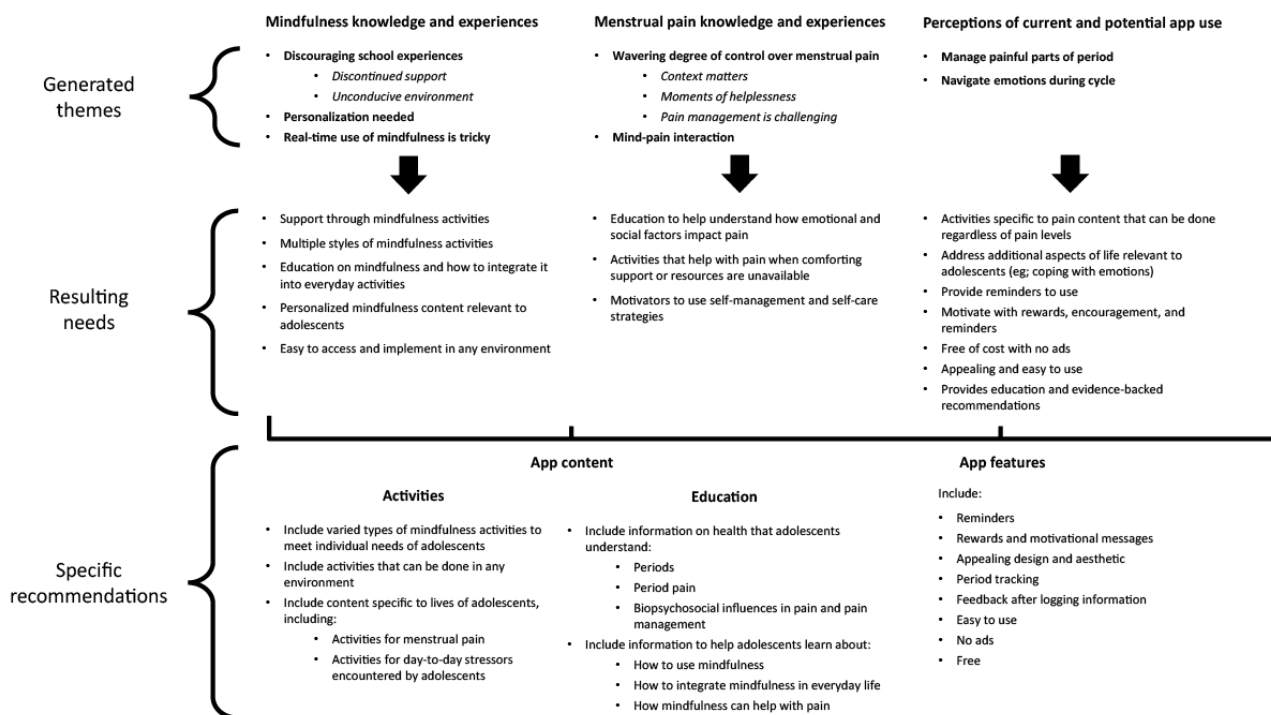 Mindfulness knowledge and experiences
Menstrual pain knowledge and experiences
Perceptions of current and potential app use
Generated
themes
• Discouraging school experiences
• Discontinued support
• Unconducive environment
• Personalization needed
• Real-time use of mindfulness is tricky
• Wavering degree of control over menstrual pain
• Context matters
• Moments of helplessness
• Pain management is challenging
• Mind-pain interaction
• Manage painful parts of period
• Navigate emotions during cycle
Resulting
needs
• Support through mindfulness activities
• Multiple styles of mindfulness activities
• Education on mindfulness and how to integrate it
into everyday activities
• Personalized mindfulness content relevant to
adolescents
• Easy to access and implement in any environment
• Education to help understand how emotional and
social factors impact pain
• Activities that help with pain when comforting
support or resources are unavailable
• Motivators to use self-management and self-care
strategies
• Activities specific to pain content that can be done
regardless of pain levels
• Address additional aspects of life relevant to
adolescents (eg; coping with emotions)
• Provide reminders to use
• Motivate with rewards, encouragement, and
reminders
• Free of cost with no ads
• Appealing and easy to use
• Provides education and evidence-backed
recommendations
Specific
recommendations
App content
Activities
• Include varied types of mindfulness activities to
meet individual needs of adolescents
• Include activities that can be done in any
environment
• Include content specific to lives of adolescents,
including:
• Activities for menstrual pain
• Activities for day-to-day stressors
encountered by adolescents
Education
• Include information on health that adolescents
understand:
• Periods
• Period pain
• Biopsychosocial influences in pain and pain
management
• Include information to help adolescents learn about:
• How to use mindfulness
• How to integrate mindfulness in everyday life
• How mindfulness can help with pain
App features
Include:
• Reminders
• Rewards and motivational messages
• Appealing design and aesthetic
• Period tracking
• Feedback after logging information
• Easy to use
• No ads
• Free